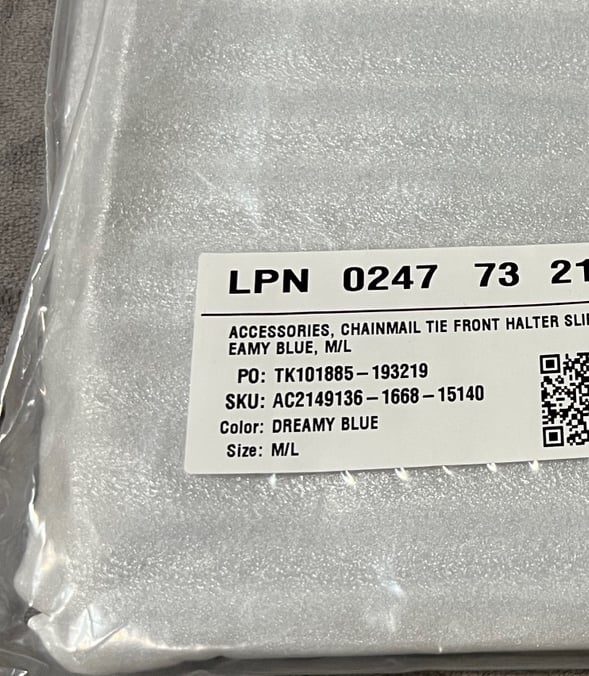 LPN 0247 73 21
ACCESSORIES, CHAINMAIL TIE FRONT HALTER
EAMY BLUE, M/L
PO: TK101885-193219
SKU: AC2149136-1668-15140
Color: DREAMY BLUE
Size: M/L